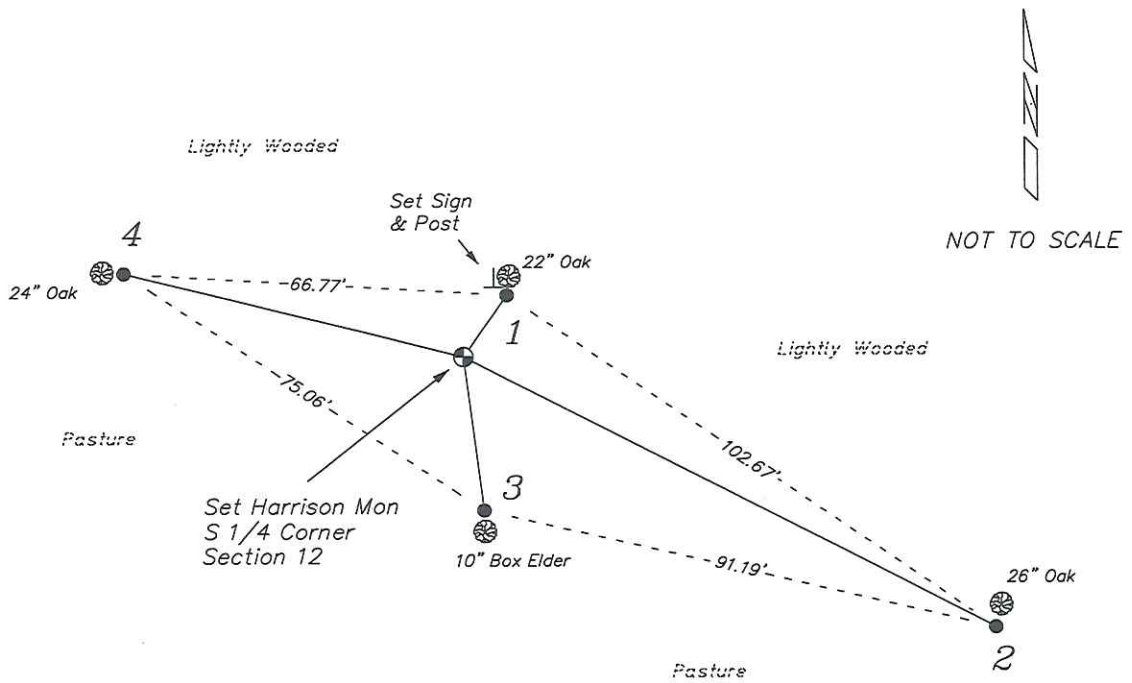 N
Lightly Wooded
Set Sign
& Post
NOT TO SCALE
4
22" Oak
24" Oak
66.77'
1
Lightly Wooded
75.06'
Pasture
102.67'
3
Set Harrison Mon
S 1/4 Corner
Section 12
10" Box Elder
91.19'
26" Oak
2
Pasture